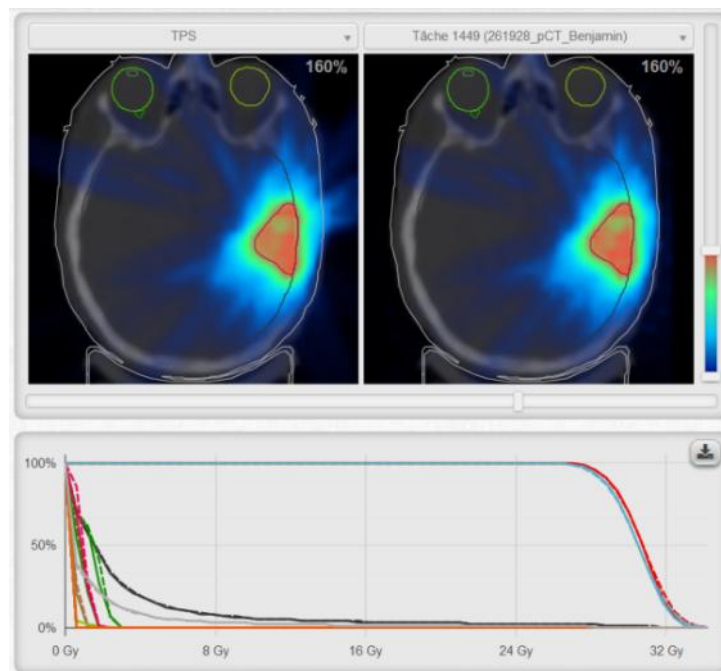 TPS
Tâche 1449 (261928_pCT_Benjamin)
160%
160%
100%
50%
0%
0 Gy
8 Gy
16 Gy
24 Gy
32 Gy